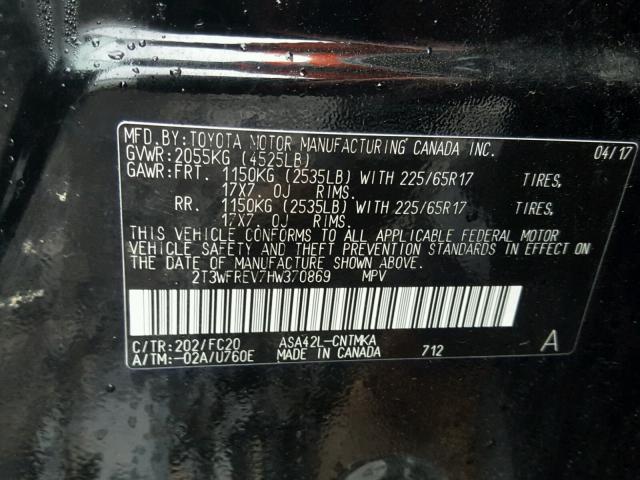 MFD.BY:TOYOTA MOTOR MANUFACTURING CANADA INC. 04/17
GVWR:2055KG (4525LB)
GAWR:FRT. 1150KG (2535LB) WITH 225/65R17 TIRES,
17X7.0J RIMS.
RR. 1150KG (2535LB) WITH 225/65R17 TIRES,
17X7.0J RIMS.
THIS VEHICLE CONFORMS TO ALL APPLICABLE FEDERAL MOTOR
VEHICLE SAFETY AND THEFT PREVENTION STANDARDS IN EFFECT ON
THE DATE OF MANUFACTURE SHOWN ABOVE.
2T3WFREV7HW370869 MPV
C/TR:202/FC20 ASA42L-CNTMKA
A/TM:-02A/U760E MADE IN CANADA 712 A